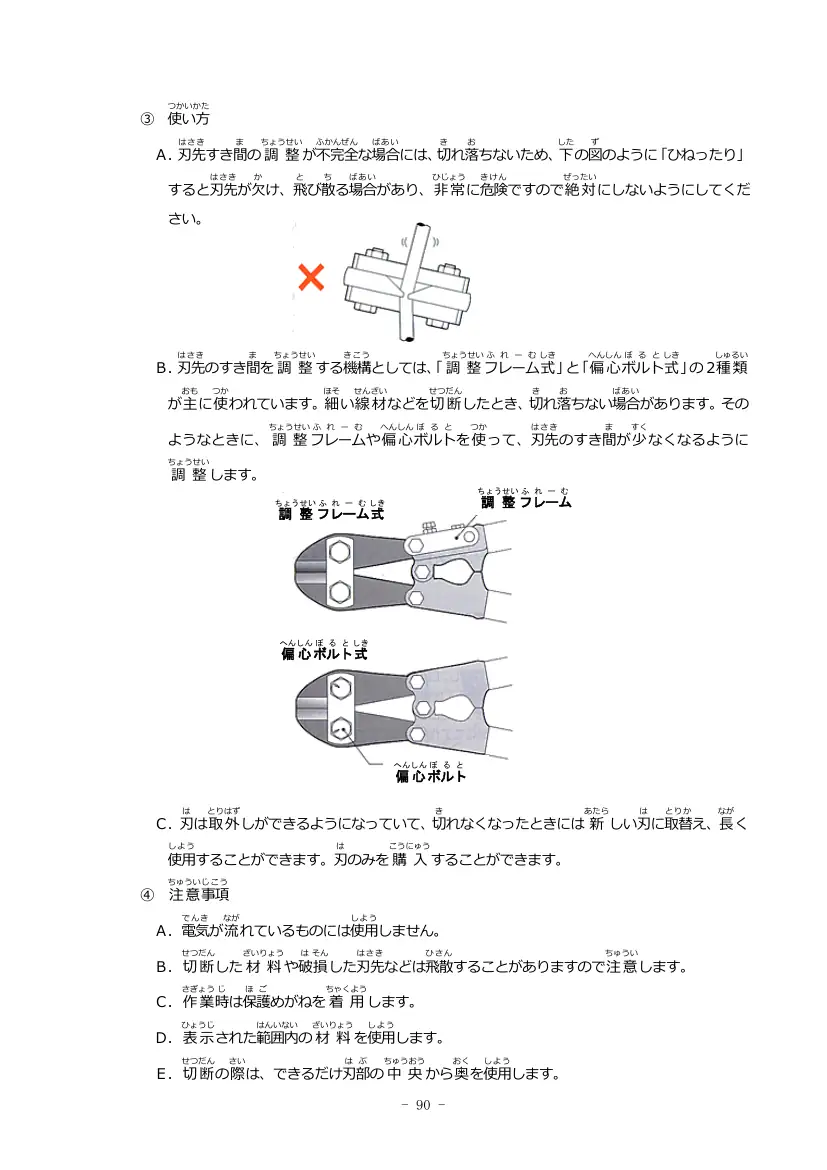 ③ 使い方
A．刃先すき間の調整が不完全な場合には、切れ落ちないため、下の図のように「ひねったり」
すると刃先が欠け、飛び散る場合があり、非常に危険ですので絶対にしないようにしてくだ
さい。
B．刃先のすき間を調整する機構としては、「調整フレーム式」と「偏心ボルト式」の2種類
が主に使われています。細い線材などを切断したとき、切れ落ちない場合があります。その
ようなときに、調整フレームや偏心ボルトを使って、刃先のすき間が少なくなるように
調整します。
調整フレーム式
調整フレーム
偏心ボルト式
偏心ボルト
C．刃は取外しができるようになっていて、切れなくなったときには新しい刃に取替え、長く
使用することができます。刃のみを購入することができます。
④ 注意事項
A．電気が流れているものには使用しません。
B．切断した材料や破損した刃先などは飛散することがありますので注意します。
C．作業時は保護めがねを着用します。
D．表示された範囲内の材料を使用します。
E．切断の際は、できるだけ刃部の中央から奥を使用します。
- 90 -